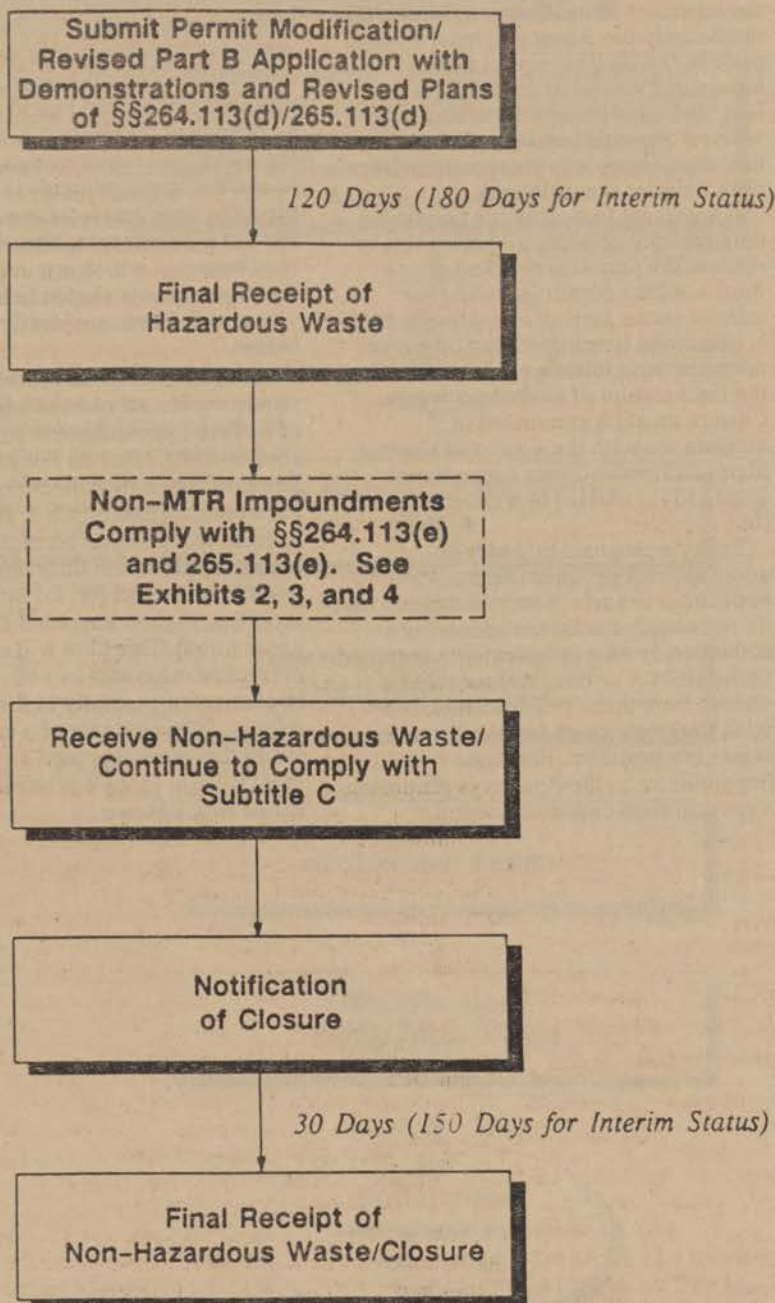 Submit Permit Modification/
Revised Part B Application with
Demonstrations and Revised Plans
of §§264.113(d)/265.113(d)
120 Days (180 Days for Interim Status)
Final Receipt of
Hazardous Waste
Non-MTR Impoundments
Comply with §§264.113(e)
and 265.113(e). See
Exhibits 2, 3, and 4
Receive Non-Hazardous Waste/
Continue to Comply with
Subtitle C
Notification
of Closure
30 Days (150 Days for Interim Status)
Final Receipt of
Non-Hazardous Waste/Closure